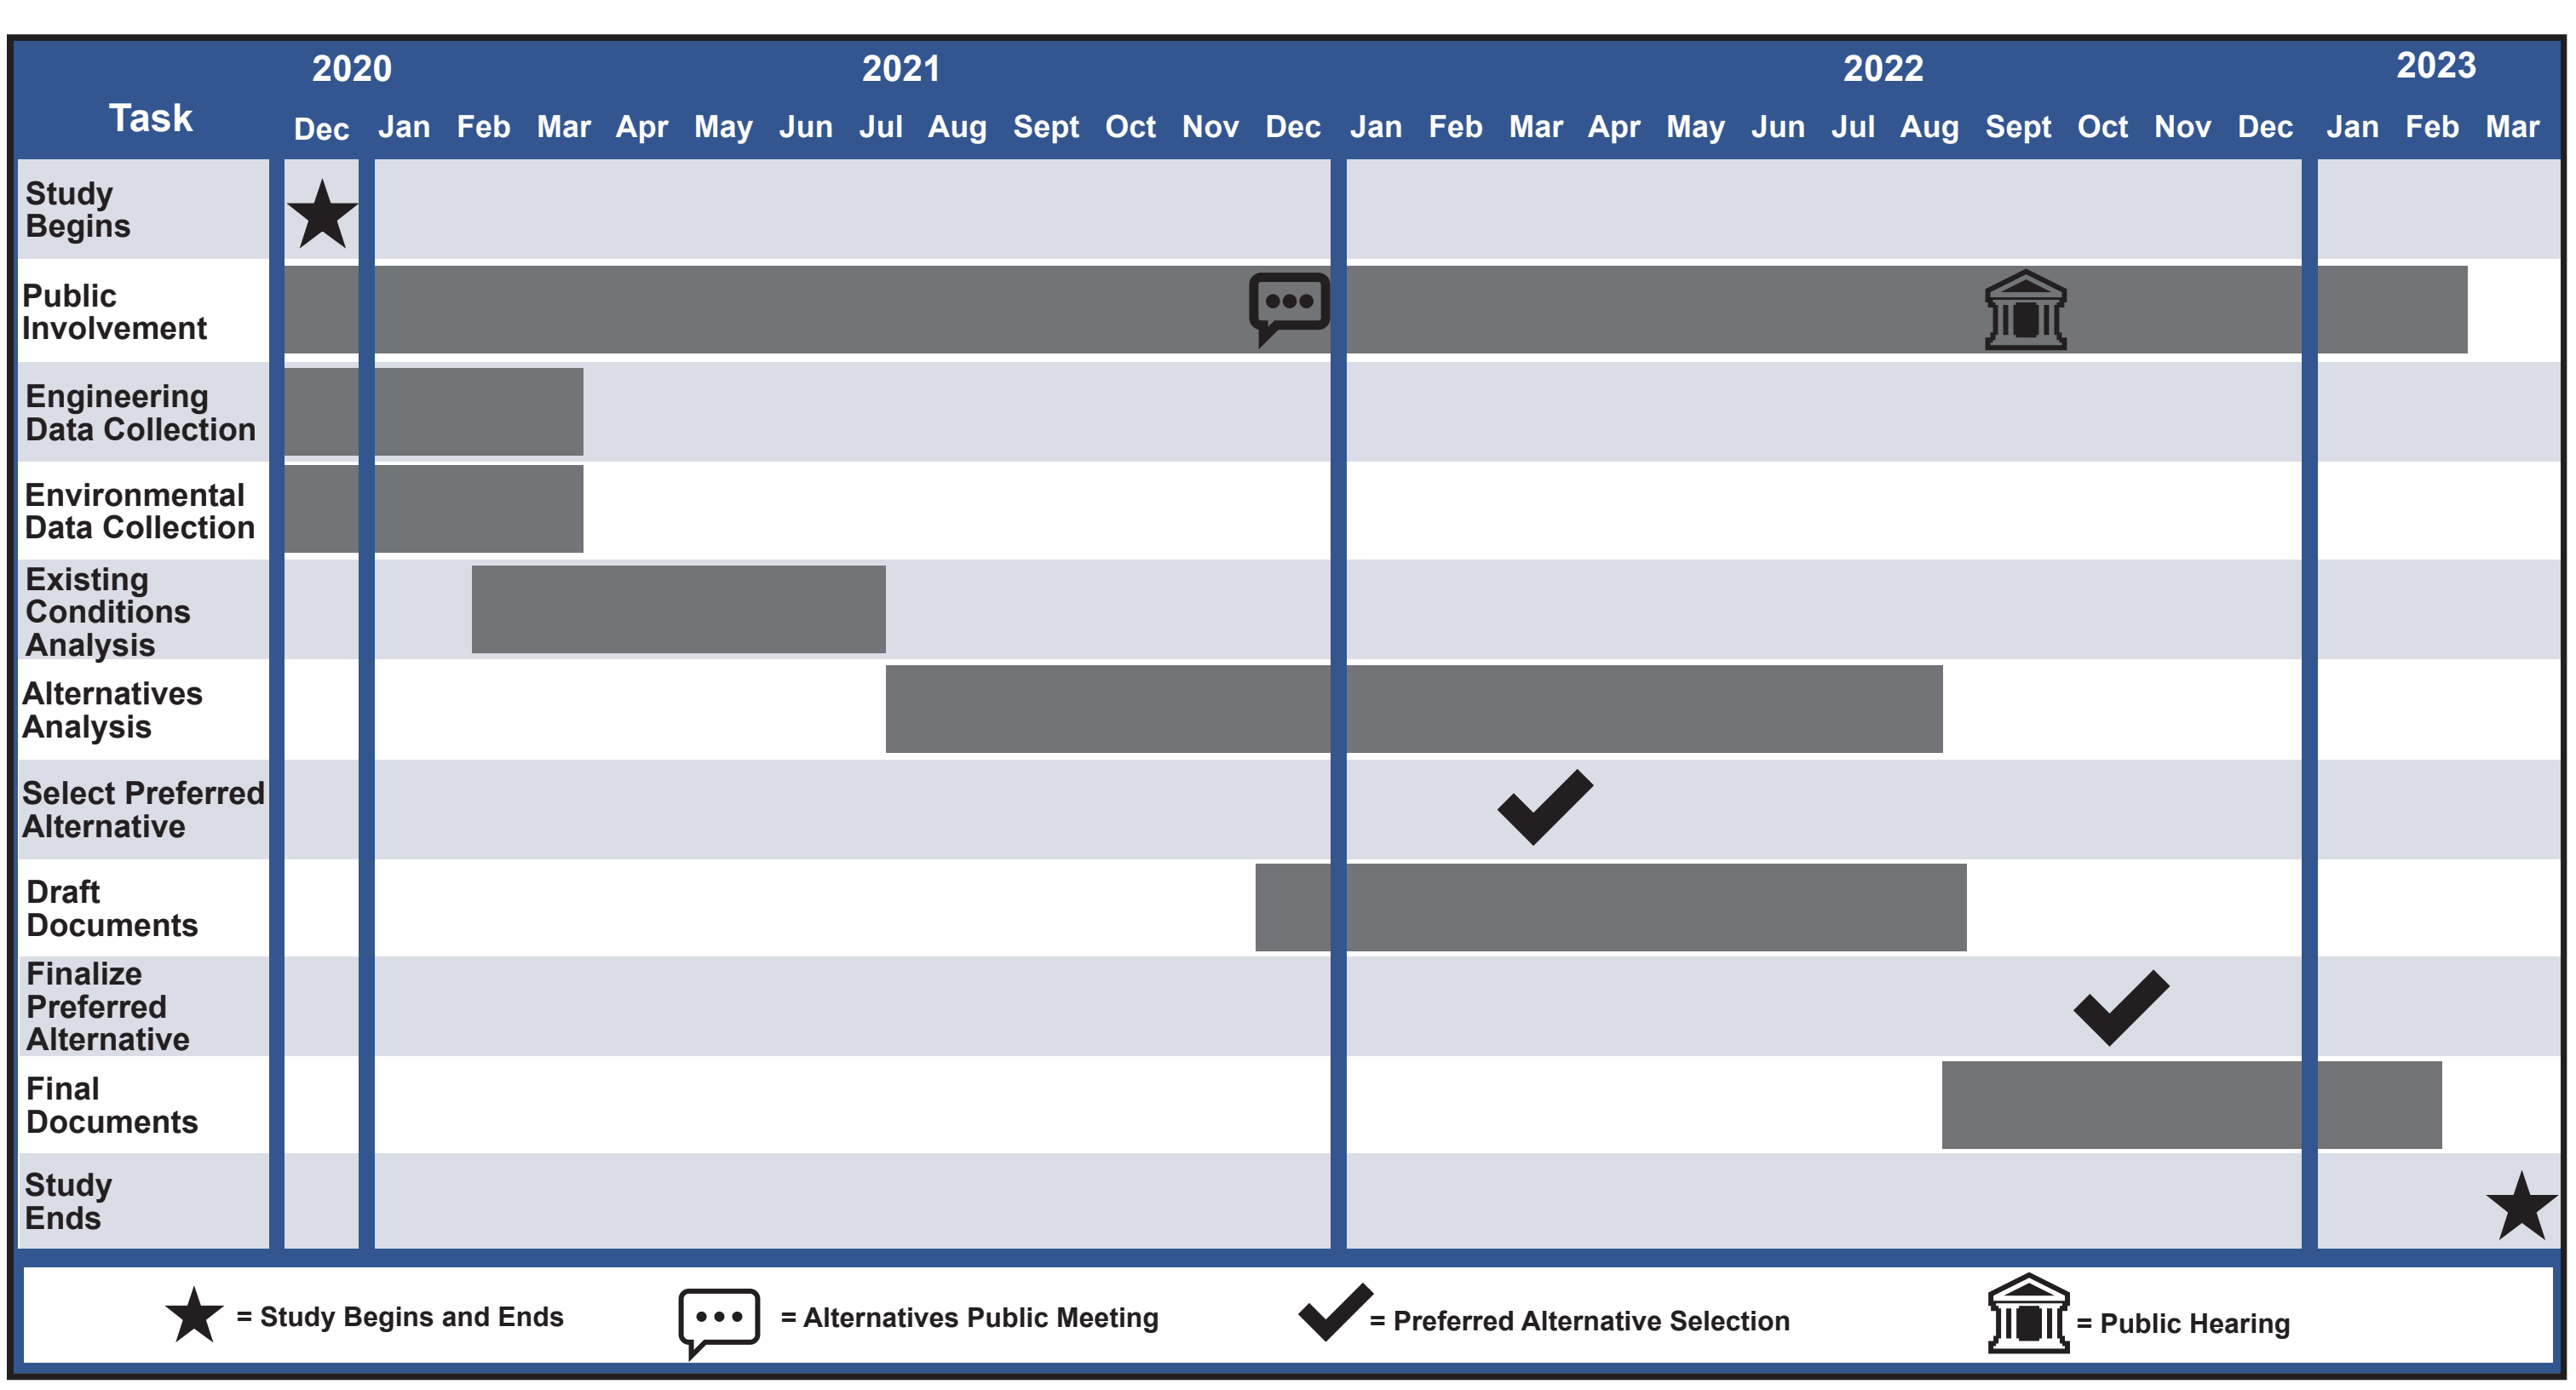 2020 2021 2022 2023
Task
Dec Jan Feb Mar Apr May Jun Jul Aug Sept Oct Nov Dec Jan Feb Mar Apr May Jun Jul Aug Sept Oct Nov Dec Jan Feb Mar
Study
Begins
Public
Involvement
Engineering
Data Collection
Environmental
Data Collection
Existing
Conditions
Analysis
Alternatives
Analysis
Select Preferred
Alternative
Draft
Documents
Finalize
Preferred
Alternative
Final
Documents
Study
Ends
= Study Begins and Ends
= Alternatives Public Meeting
= Preferred Alternative Selection
= Public Hearing